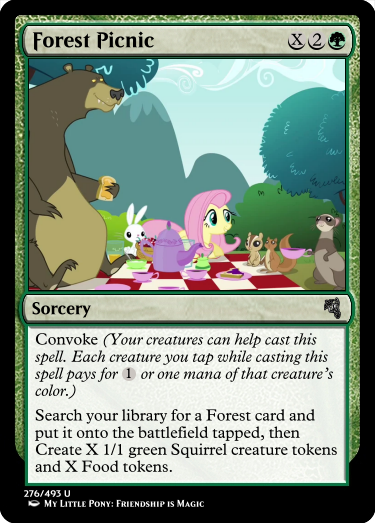 Forest Picnic X 2
Sorcery
Convoke (Your creatures can help cast this
spell. Each creature you tap while casting this
spell pays for 1 or one mana of that creature's
color.)
Search your library for a Forest card and
put it onto the battlefield tapped, then
Create X 1/1 green Squirrel creature tokens
and X Food tokens.
276/493 U
My Little Pony: Friendship is Magic